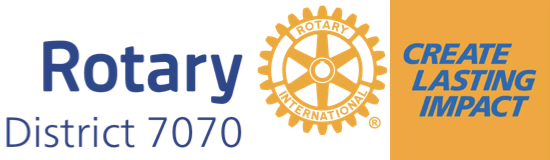 Rotary
District 7070
ROTARY
INTERNATIONAL
®
CREATE
LASTING
IMPACT